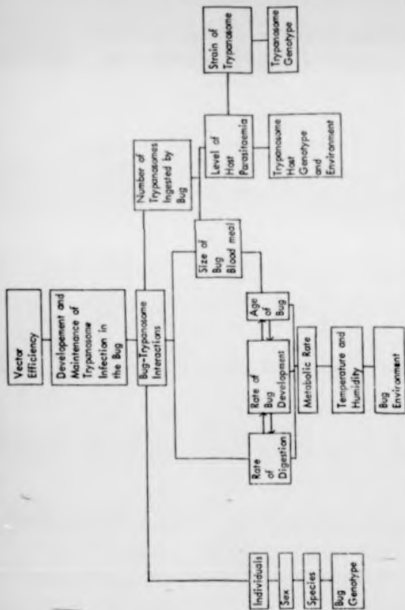 Vector
Efficiency
Developement and
Maintenance of
Trypanosome
Infection in
the Bug
Bug-Trypanosome
Interactions
Number of
Trypanosomes
Ingested by
Bug
Strain of
Trypanosome
Trypanosome
Genotype
Level of
Host
Parasitaemia
Trypanosome
Host
Genotype
and Environment
Size of
Bug
Blood meal
Individuals
Sex
Species
Bug
Genotype
Rate
of
Digestion
Rate of
Bug
Development
Age
of
Bug
Metabolic Rate
Temperature and
Humidity
Bug
Environment